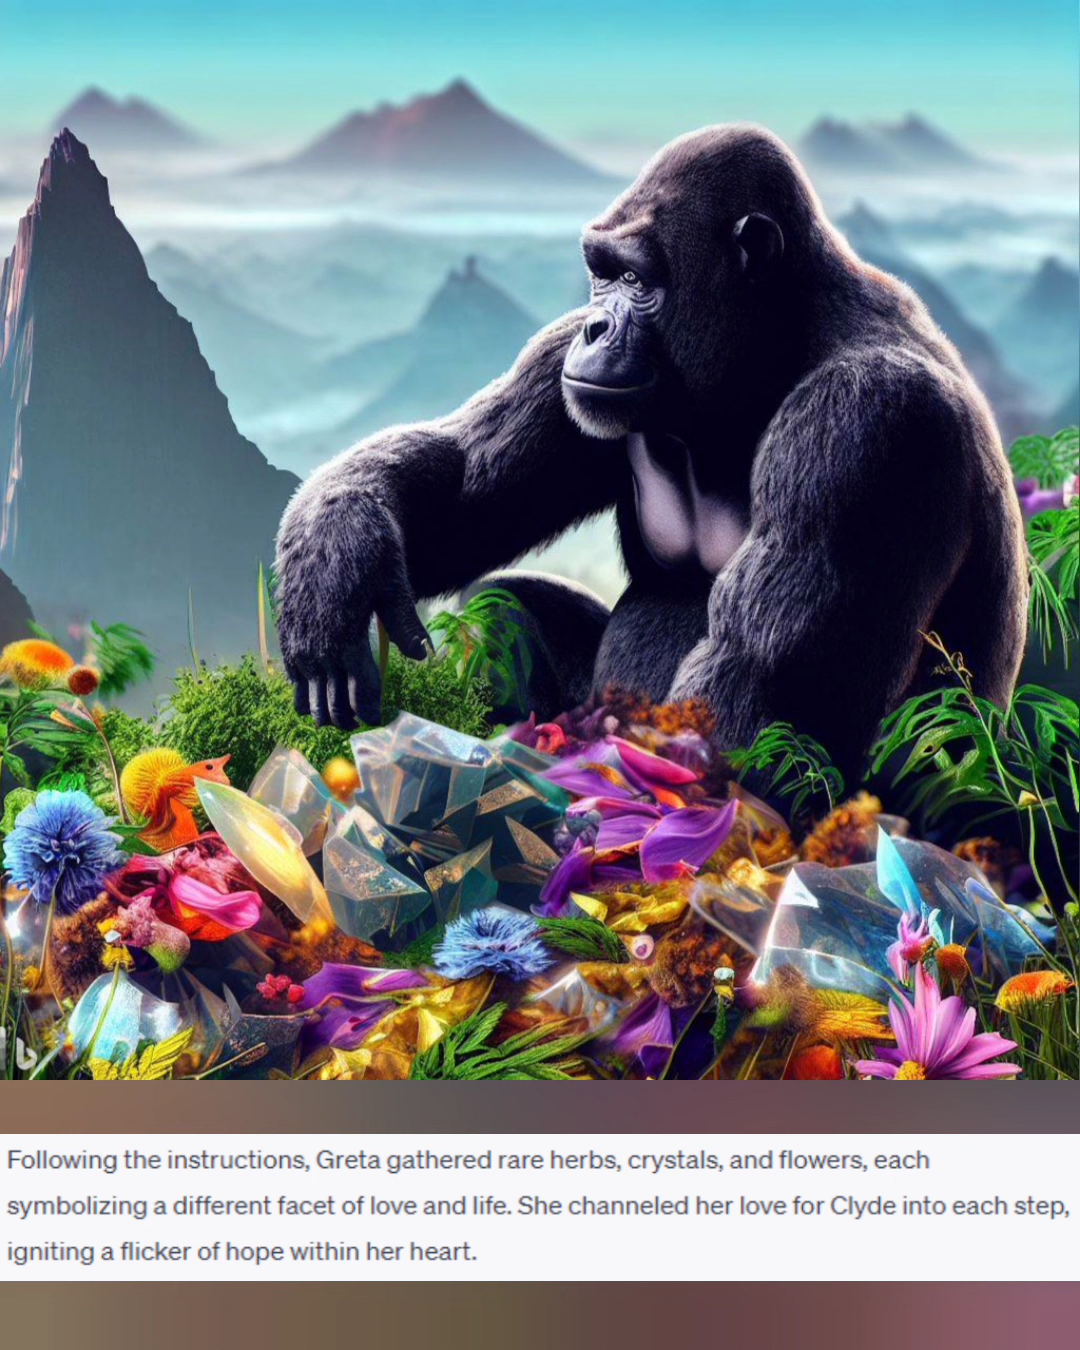 Following the instructions, Greta gathered rare herbs, crystals, and flowers, each
symbolizing a different facet of love and life. She channeled her love for Clyde into each step,
igniting a flicker of hope within her heart.